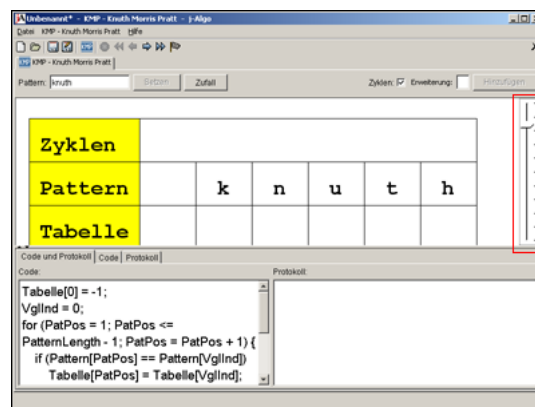 Unbenannt* - KMP - Knuth Morris Pratt - j-Algo
Datei KMP - Knuth Morris Pratt Hilfe
KMP KMP - Knuth Morris Pratt
Pattern: knuth Setzen Zufall Zyklen: Erweiterung: Hinzufügen
Zyklen
Pattern k n u t h
Tabelle
Code und Protokoll Code Protokoll
Code: Protokoll:
Tabelle[0] = -1;
VglInd = 0;
for (PatPos = 1; PatPos <=
PatternLength - 1; PatPos = PatPos + 1) {
if (Pattern[PatPos] == Pattern[VglInd])
Tabelle[PatPos] = Tabelle[VglInd];